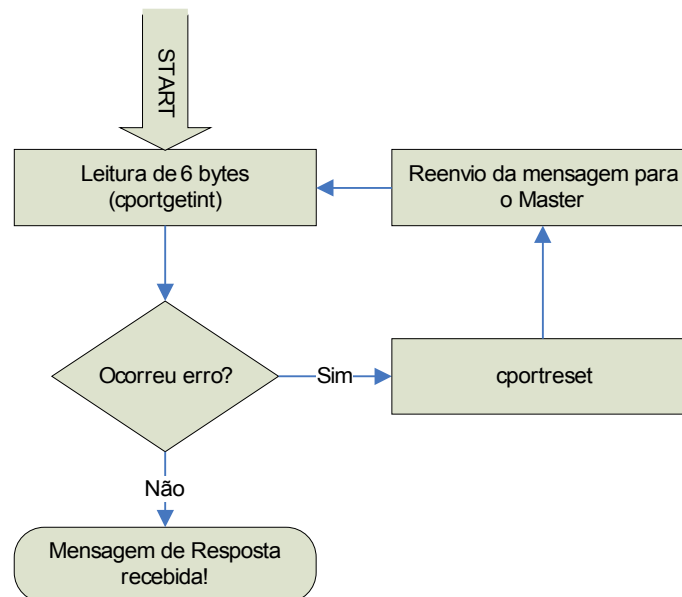 START
Leitura de 6 bytes
(cportgetint)
Reenvio da mensagem para
o Master
Ocorreu erro?
Sim
cportreset
Não
Mensagem de Resposta
recebida!